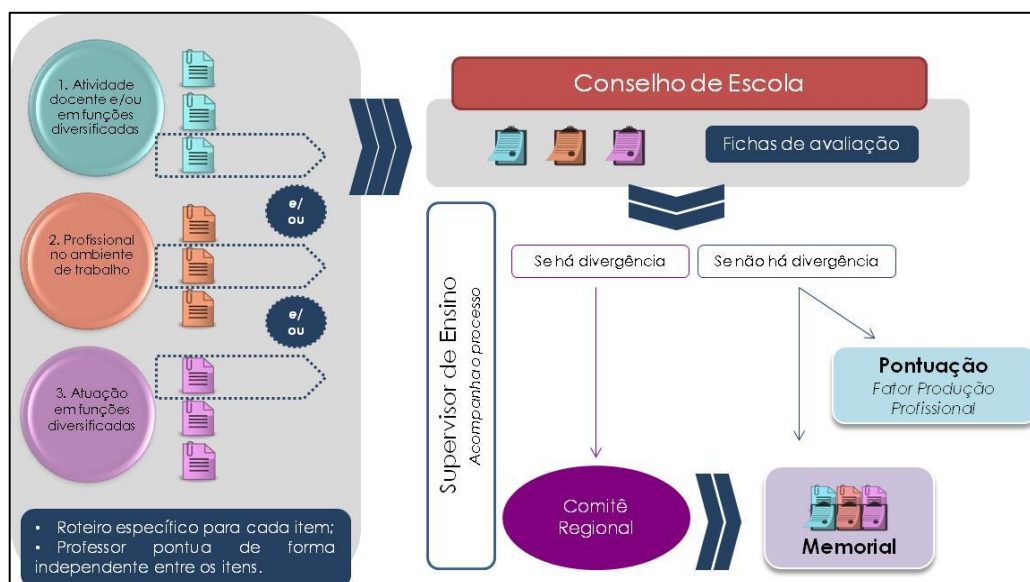 1. Atividade
docente e/ou
em funções
diversificadas
e/
ou
2. Profissional
no ambiente
de trabalho
e/
ou
3. Atuação
em funções
diversificadas
• Roteiro específico para cada item;
• Professor pontua de forma
independente entre os itens.
Conselho de Escola
Fichas de avaliação
Supervisor de Ensino
Acompanha o processo
Se há divergência
Se não há divergência
Pontuação
Fator Produção
Profissional
Comitê
Regional
Memorial